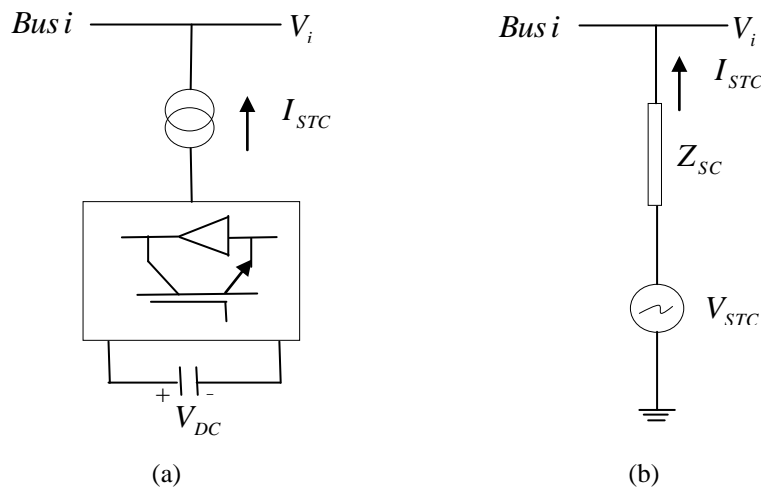 Bus i
V_i
I_STC
+ -
V_DC
(a)
Bus i
V_i
I_STC
Z_SC
V_STC
(b)